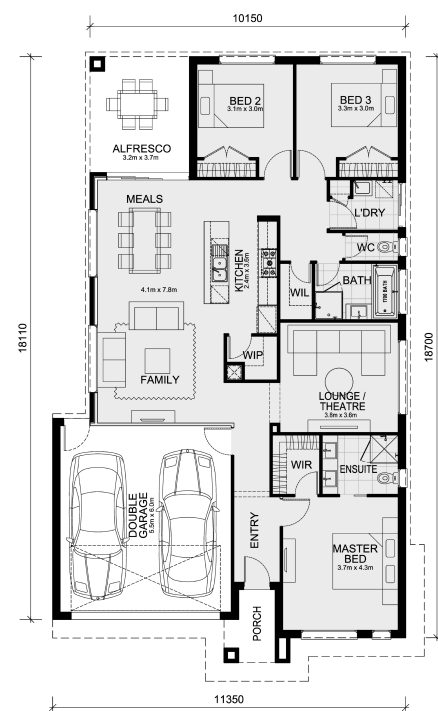 10150
BED 2
3.1m x 3.0m
BED 3
3.3m x 3.0m
ALFRESCO
3.2m x 3.7m
MEALS
L'DRY
WC
KITCHEN
2.4m x 3.6m
4.1m x 7.8m
WIL
BATH
1700 BATH
18110
18700
WIP
FAMILY
LOUNGE /
THEATRE
3.8m x 3.6m
WIR
ENSUITE
DOUBLE
GARAGE
5.5m x 6.0m
ENTRY
MASTER
BED
3.7m x 4.3m
PORCH
11350